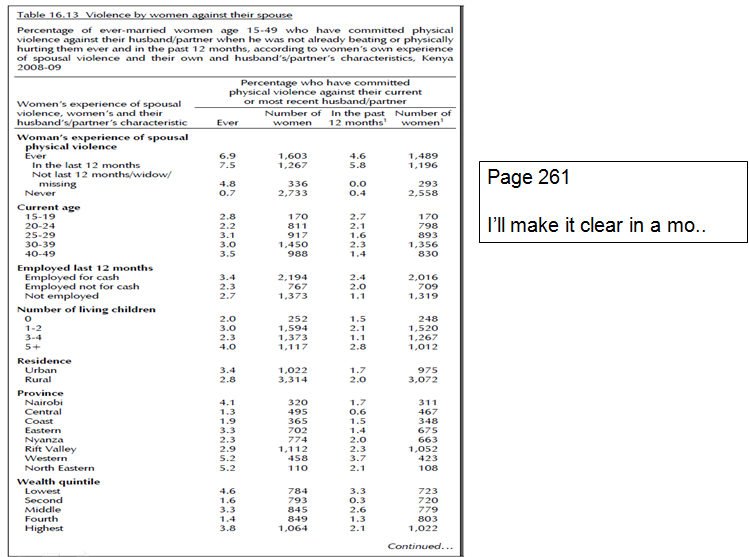 Table 16.13 Violence by women against their spouse
Percentage of ever-married women age 15-49 who have committed physical
violence against their husband/partner when he was not already beating or physically
hurting them ever and in the past 12 months, according to women's own experience
of spousal violence and their own and husband's/partner's characteristics, Kenya
2008-09
Percentage who have committed
physical violence against their current
or most recent husband/partner
Women's experience of spousal
violence, women's and their
husband's/partner's characteristic
Ever
Number of
women
In the past
12 months¹
Number of
women¹
Woman's experience of spousal
physical violence
Ever 6.9 1,603 4.6 1,489
In the last 12 months 7.5 1,267 5.8 1,196
Not last 12 months/widow/
missing 4.8 336 0.0 293
Never 0.7 2,733 0.4 2,558
Current age
15-19 2.8 170 2.7 170
20-24 2.2 811 2.1 798
25-29 3.1 917 1.6 893
30-39 3.0 1,450 2.3 1,356
40-49 3.5 988 1.4 830
Employed last 12 months
Employed for cash 3.4 2,194 2.4 2,016
Employed not for cash 2.3 767 2.0 709
Not employed 2.7 1,373 1.1 1,319
Number of living children
0 2.0 252 1.5 248
1-2 3.0 1,594 2.1 1,520
3-4 2.3 1,373 1.1 1,267
5+ 4.0 1,117 2.8 1,012
Residence
Urban 3.4 1,022 1.7 975
Rural 2.8 3,314 2.0 3,072
Province
Nairobi 4.1 320 1.7 311
Central 1.3 495 0.6 467
Coast 1.9 365 1.5 348
Eastern 3.3 702 1.4 675
Nyanza 2.3 774 2.0 663
Rift Valley 2.9 1,112 2.3 1,052
Western 5.2 458 3.7 423
North Eastern 5.2 110 2.1 108
Wealth quintile
Lowest 4.6 784 3.3 723
Second 1.6 793 0.3 720
Middle 3.3 845 2.6 779
Fourth 1.4 849 1.3 803
Highest 3.8 1,064 2.1 1,022
Continued...
Page 261
I'll make it clear in a mo..